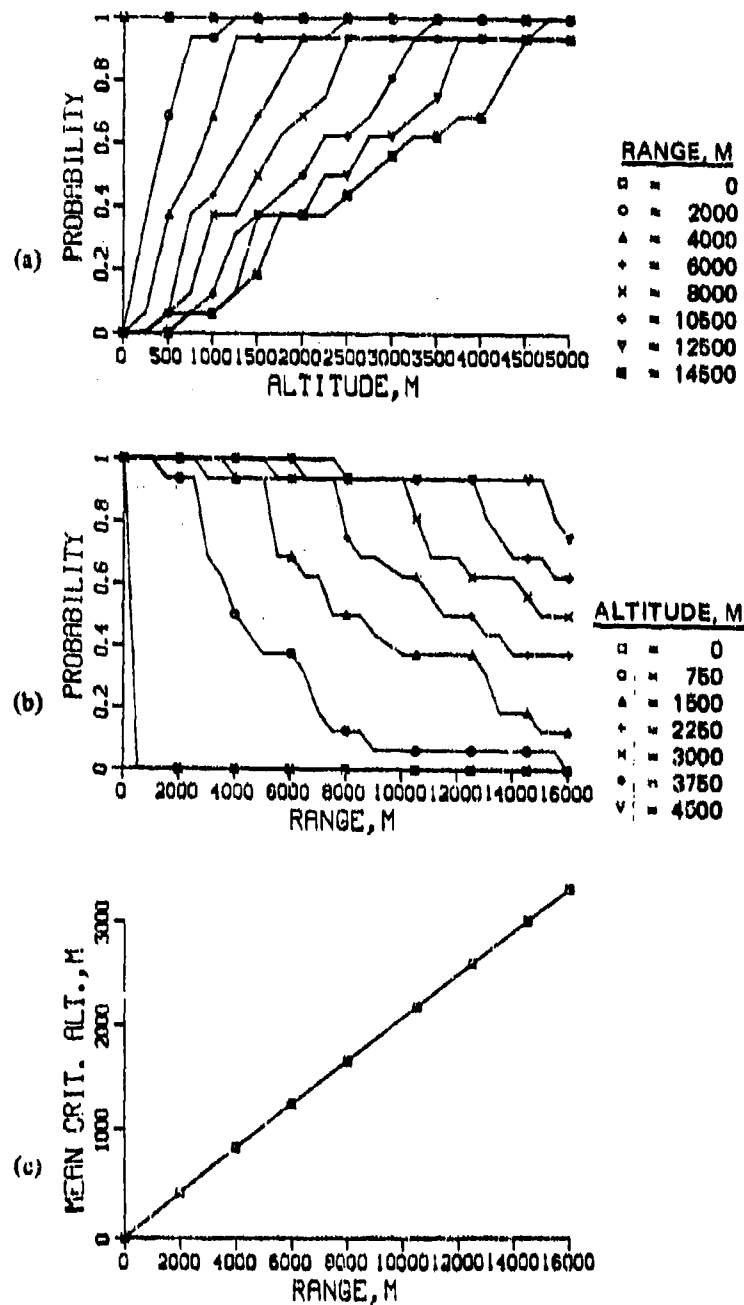 (a)
PROBABILITY
1
0.8
0.6
0.4
0.2
0
0 500 1000 1500 2000 2500 3000 3500 4000 4500 5000
ALTITUDE, M
RANGE, M
= 0
= 2000
= 4000
= 6000
= 8000
= 10500
= 12500
= 14500
(b)
PROBABILITY
1
0.8
0.6
0.4
0.2
0
0 2000 4000 6000 8000 10000 12000 14000 16000
RANGE, M
ALTITUDE, M
= 0
= 750
= 1500
= 2250
= 3000
= 3750
= 4500
(c)
MEAN CRIT. ALT., M
3000
2000
1000
0
0 2000 4000 6000 8000 10000 12000 14000 16000
RANGE, M